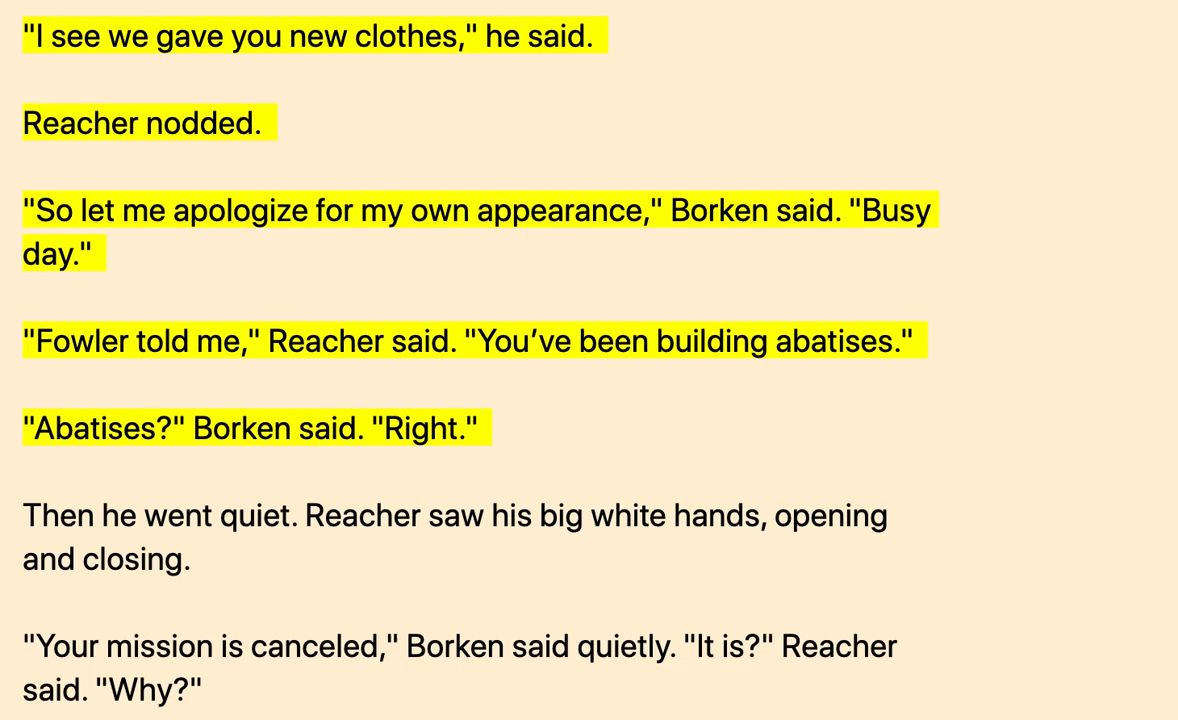 "I see we gave you new clothes," he said.
Reacher nodded.
"So let me apologize for my own appearance," Borken said. "Busy
day."
"Fowler told me," Reacher said. "You’ve been building abatises."
"Abatises?" Borken said. "Right."
Then he went quiet. Reacher saw his big white hands, opening
and closing.
"Your mission is canceled," Borken said quietly. "It is?" Reacher
said. "Why?"